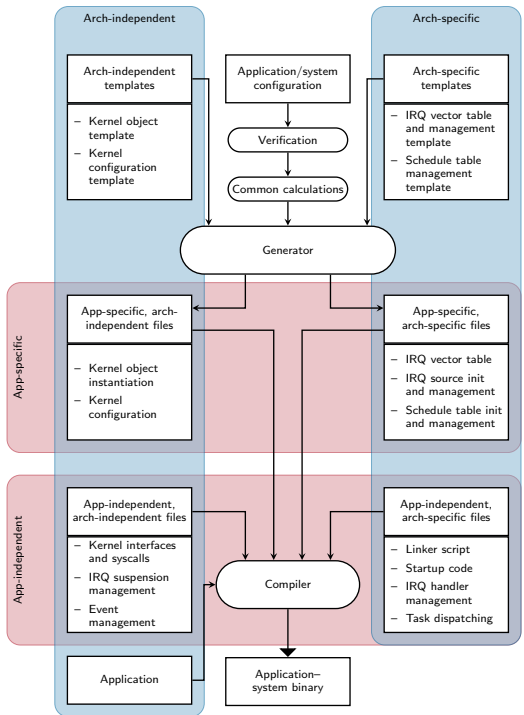 Arch-independent
Arch-specific
Arch-independent
templates
– Kernel object
template
– Kernel
configuration
template
Application/system
configuration
Verification
Common calculations
Arch-specific
templates
– IRQ vector table
and management
template
– Schedule table
management
template
Generator
App-specific
App-specific, arch-
independent files
– Kernel object
instantiation
– Kernel
configuration
App-specific,
arch-specific files
– IRQ vector table
– IRQ source init
and management
– Schedule table init
and management
App-independent
App-independent,
arch-independent files
– Kernel interfaces
and syscalls
– IRQ suspension
management
– Event
management
Compiler
App-independent,
arch-specific files
– Linker script
– Startup code
– IRQ handler
management
– Task dispatching
Application
Application–
system binary